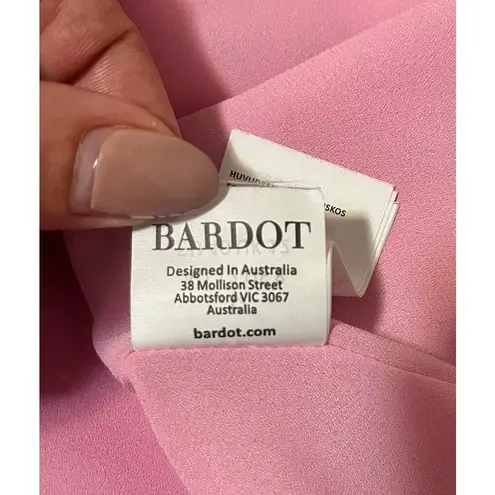 BARDOT
Designed In Australia
38 Mollison Street
Abbotsford VIC 3067
Australia
bardot.com